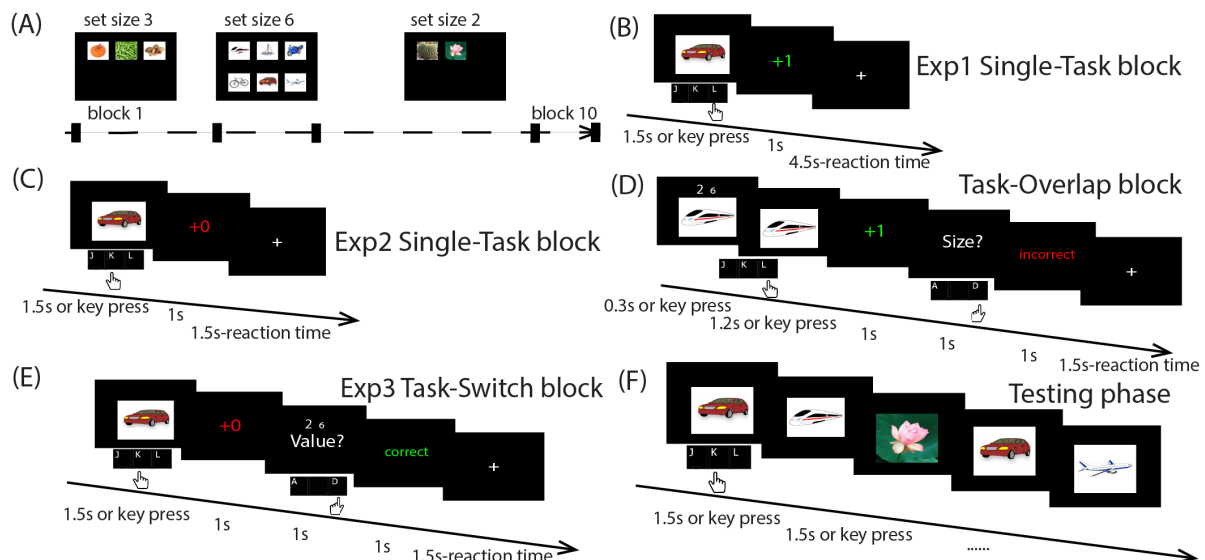 (A)
set size 3
set size 6
set size 2
block 1
block 10
(B)
J K L
+1
+
Exp1 Single-Task block
1.5s or key press
1s
4.5s-reaction time
(C)
J K L
+0
+
Exp2 Single-Task block
1.5s or key press
1s
1.5s-reaction time
(D)
Task-Overlap block
2 6
J K L
+1
Size?
A D
incorrect
+
0.3s or key press
1.2s or key press
1s
1s
1s
1.5s-reaction time
(E)
Exp3 Task-Switch block
J K L
+0
2 6
Value?
A D
correct
+
1.5s or key press
1s
1s
1s
1.5s-reaction time
(F)
Testing phase
J K L
1.5s or key press
1.5s or key press
......